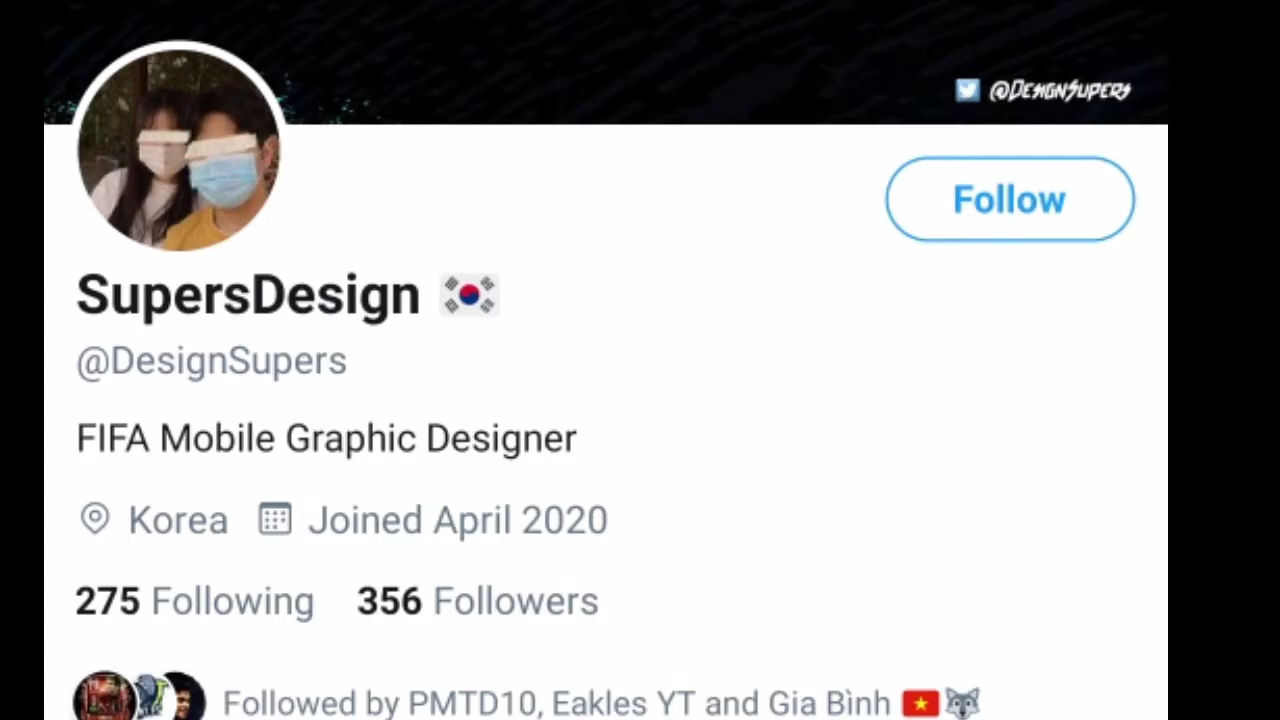 @DesignSupers
Follow
SupersDesign 🇰🇷
@DesignSupers
FIFA Mobile Graphic Designer
Korea Joined April 2020
275 Following 356 Followers
Followed by PMTD10, Eakles YT and Gia Bình 🇻🇳🐺